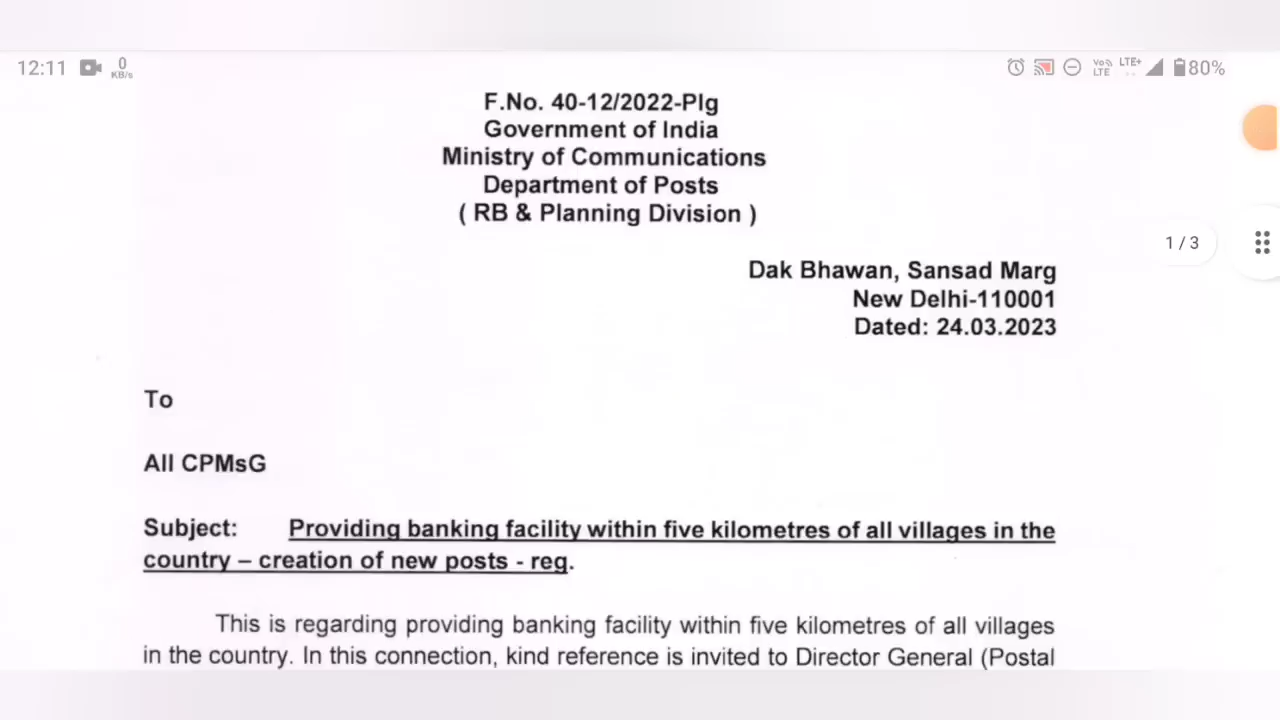 12:11 0 KB/s Vo)) LTE LTE+ 80%
F.No. 40-12/2022-Plg
Government of India
Ministry of Communications
Department of Posts
( RB & Planning Division )
1 / 3
Dak Bhawan, Sansad Marg
New Delhi-110001
Dated: 24.03.2023
To
All CPMsG
Subject: Providing banking facility within five kilometres of all villages in the
country – creation of new posts - reg.
This is regarding providing banking facility within five kilometres of all villages
in the country. In this connection, kind reference is invited to Director General (Postal